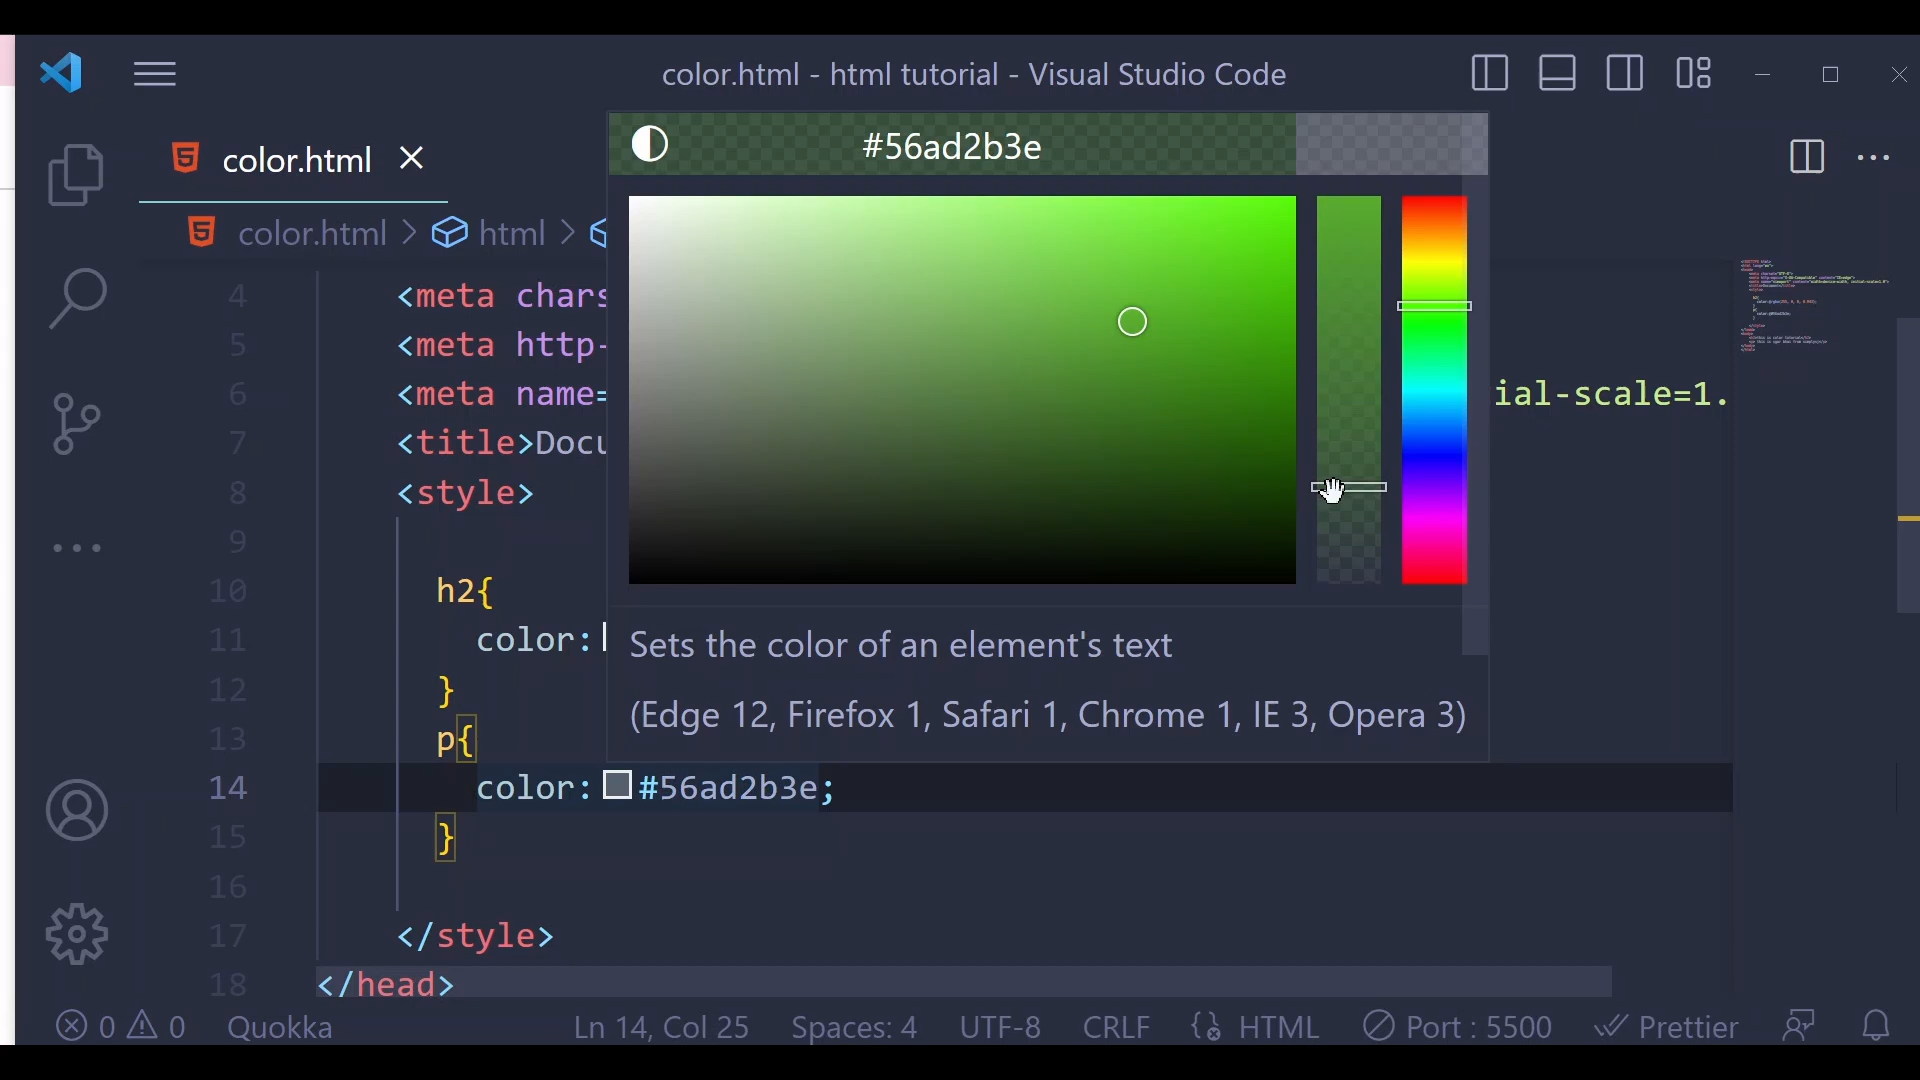 color.html - html tutorial - Visual Studio Code
color.html
#56ad2b3e
color.html > html >
4 <meta chars
5 <meta http-
6 <meta name= ial-scale=1.
7 <title>Docu
8 <style>
9
10 h2{
11 color:
Sets the color of an element's text
12 }
(Edge 12, Firefox 1, Safari 1, Chrome 1, IE 3, Opera 3)
13 p{
14 color: #56ad2b3e;
15 }
16
17 </style>
18 </head>
0 0 Quokka Ln 14, Col 25 Spaces: 4 UTF-8 CRLF HTML Port : 5500 Prettier